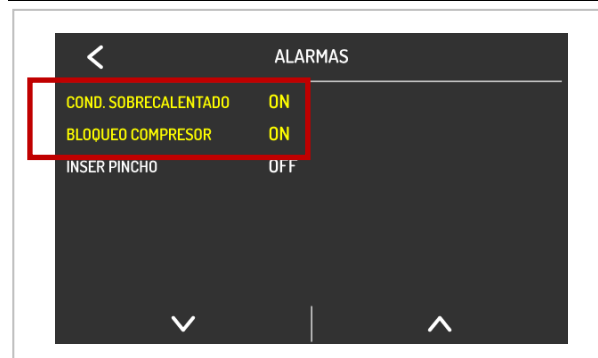 ALARMAS
COND. SOBRECALENTADO ON
BLOQUEO COMPRESOR ON
INSER PINCHO OFF